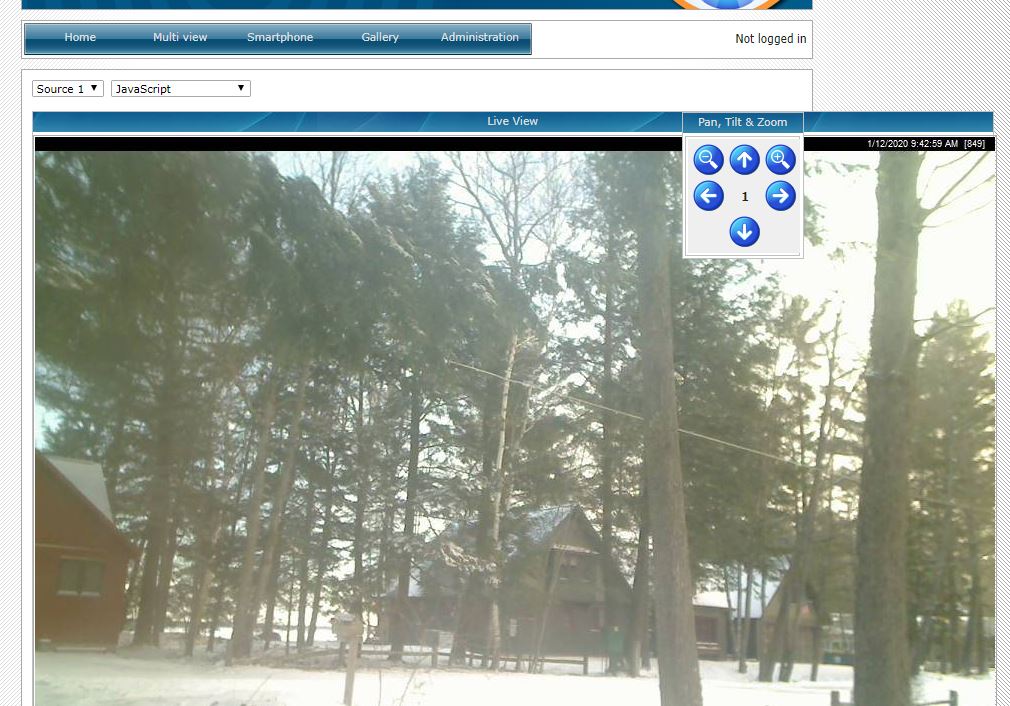 Home Multi view Smartphone Gallery Administration Not logged in
Source 1 JavaScript
Live View Pan, Tilt & Zoom
1/12/2020 9:42:59 AM [849]
1